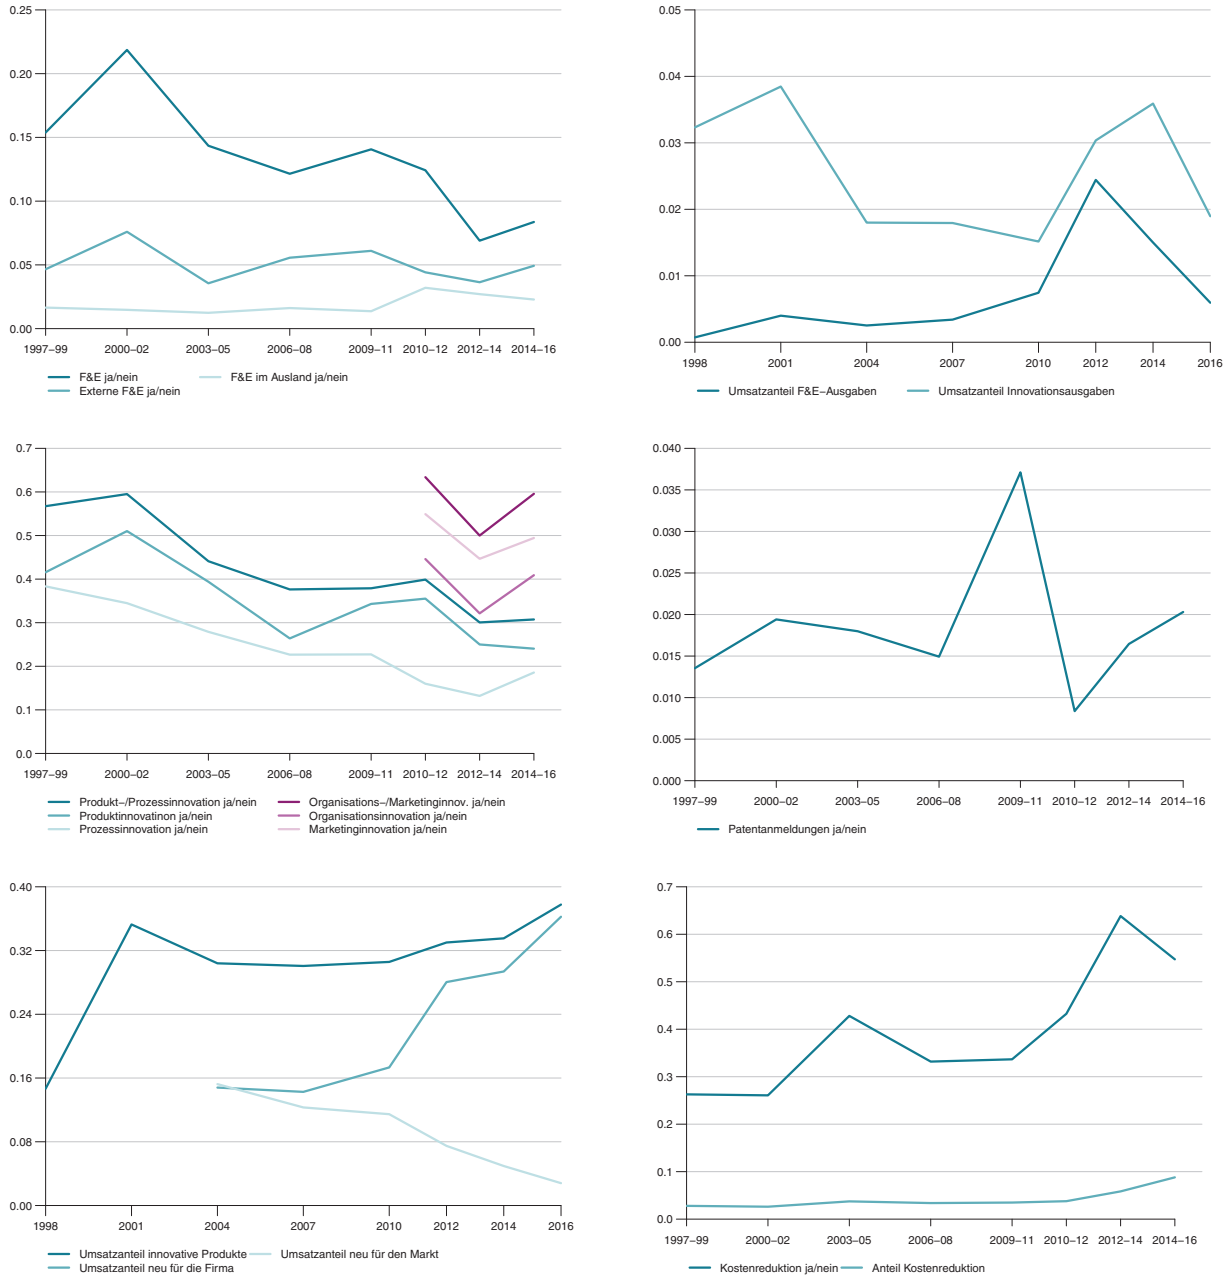 0.25
0.20
0.15
0.10
0.05
0.00
1997–99 2000–02 2003–05 2006–08 2009–11 2010–12 2012–14 2014–16
F&E ja/nein F&E im Ausland ja/nein
Externe F&E ja/nein
0.05
0.04
0.03
0.02
0.01
0.00
1998 2001 2004 2007 2010 2012 2014 2016
Umsatzanteil F&E–Ausgaben Umsatzanteil Innovationsausgaben
0.7
0.6
0.5
0.4
0.3
0.2
0.1
0.0
1997–99 2000–02 2003–05 2006–08 2009–11 2010–12 2012–14 2014–16
Produkt–/Prozessinnovation ja/nein Organisations–/Marketinginnov. ja/nein
Produktinnovatinon ja/nein Organisationsinnovation ja/nein
Prozessinnovation ja/nein Marketinginnovation ja/nein
0.040
0.035
0.030
0.025
0.020
0.015
0.010
0.005
0.000
1997–99 2000–02 2003–05 2006–08 2009–11 2010–12 2012–14 2014–16
Patentanmeldungen ja/nein
0.40
0.32
0.24
0.16
0.08
0.00
1998 2001 2004 2007 2010 2012 2014 2016
Umsatzanteil innovative Produkte Umsatzanteil neu für den Markt
Umsatzanteil neu für die Firma
0.7
0.6
0.5
0.4
0.3
0.2
0.1
0.0
1997–99 2000–02 2003–05 2006–08 2009–11 2010–12 2012–14 2014–16
Kostenreduktion ja/nein Anteil Kostenreduktion